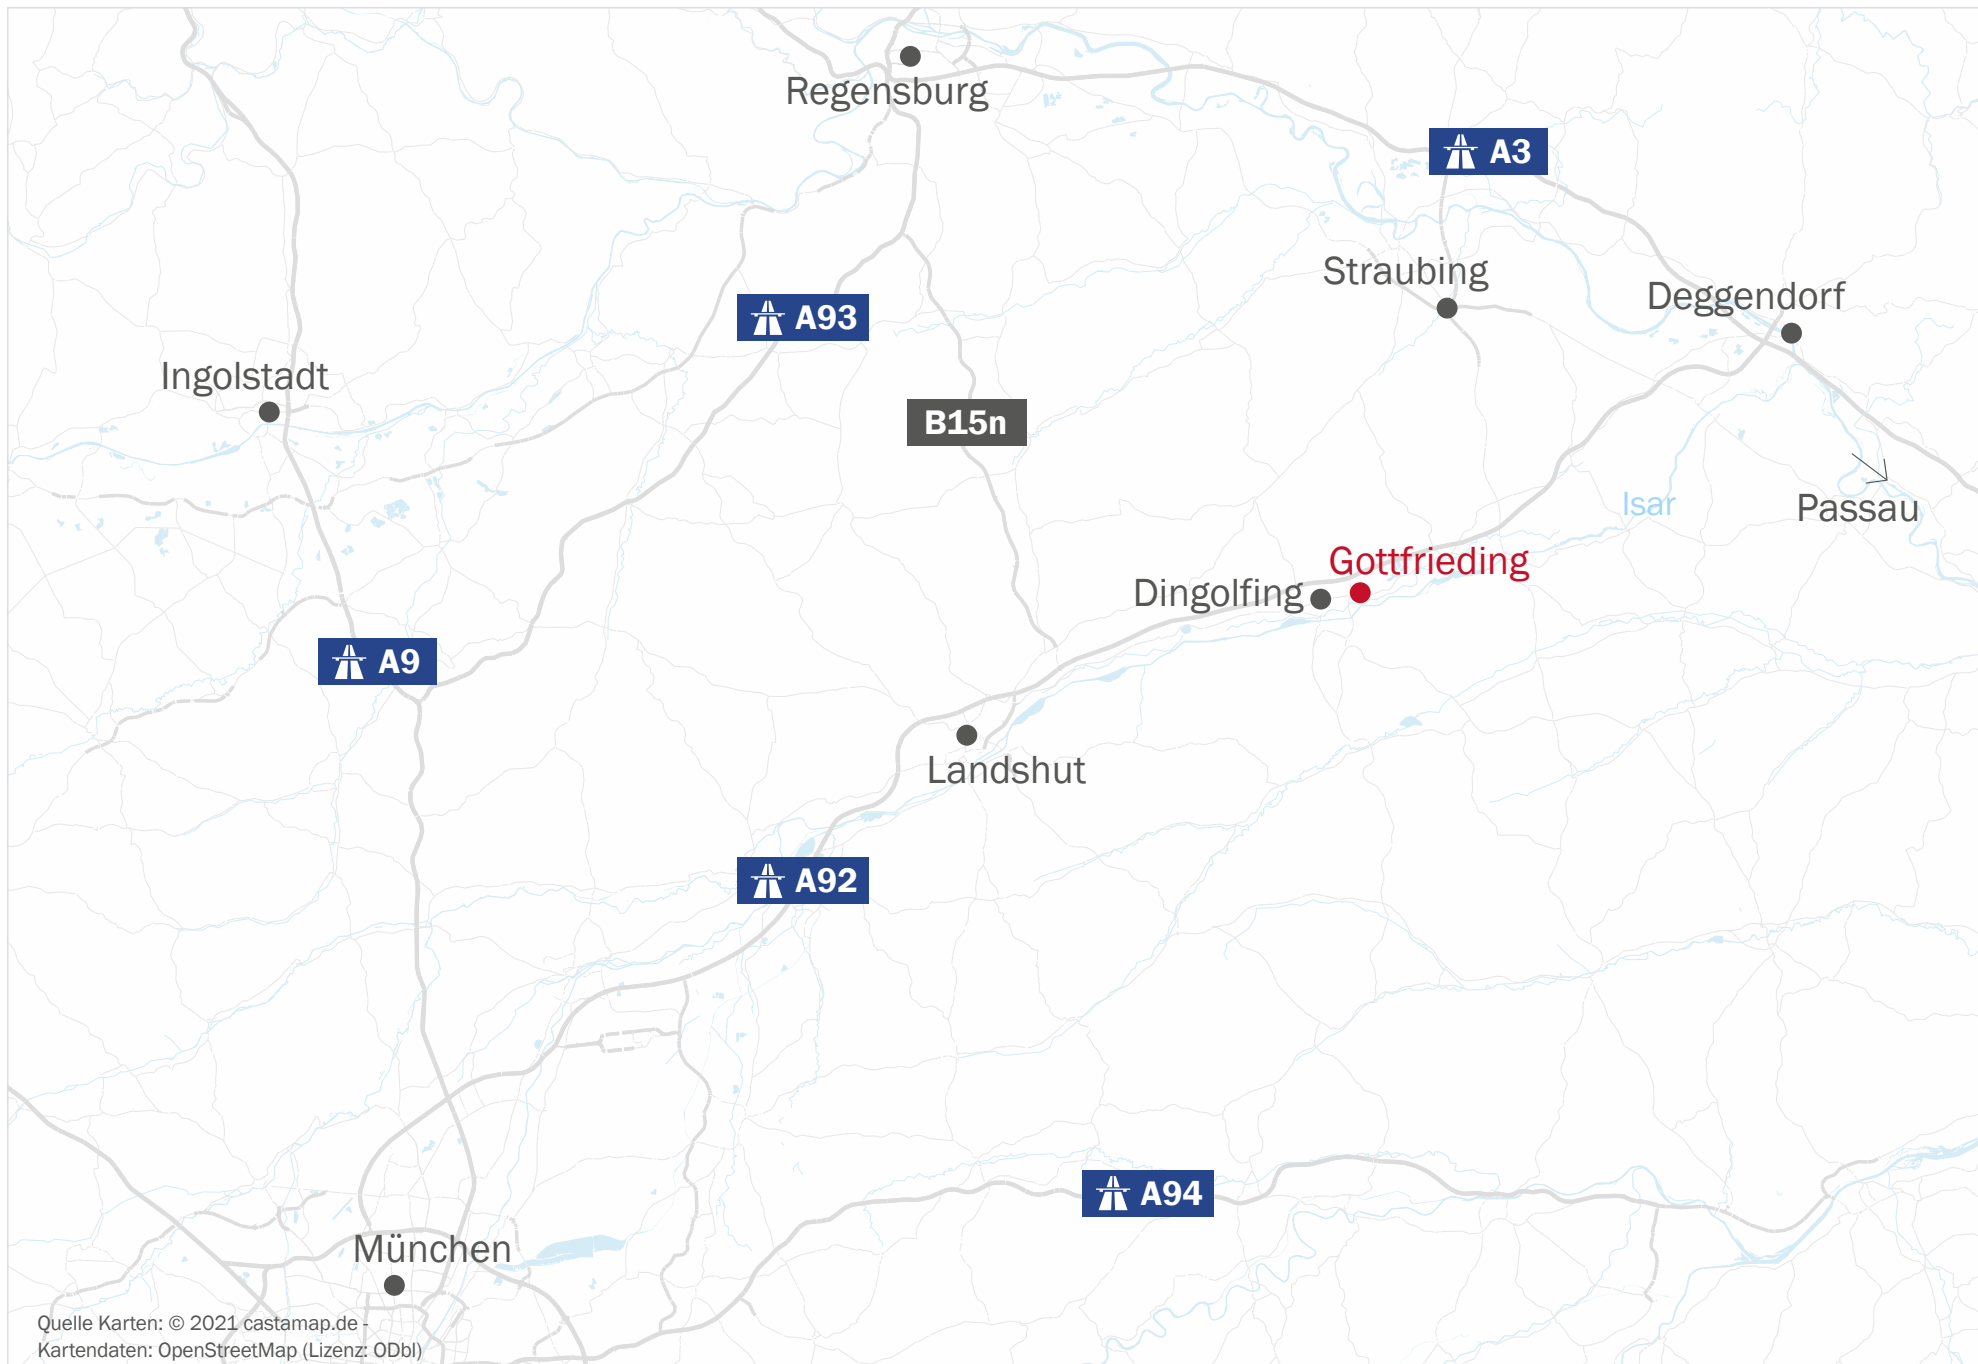 Regensburg
A3
Straubing
Deggendorf
A93
Ingolstadt
B15n
Isar
Passau
Gottfrieding
Dingolfing
A9
Landshut
A92
A94
München
Quelle Karten: © 2021 castamap.de -
Kartendaten: OpenStreetMap (Lizenz: ODbl)